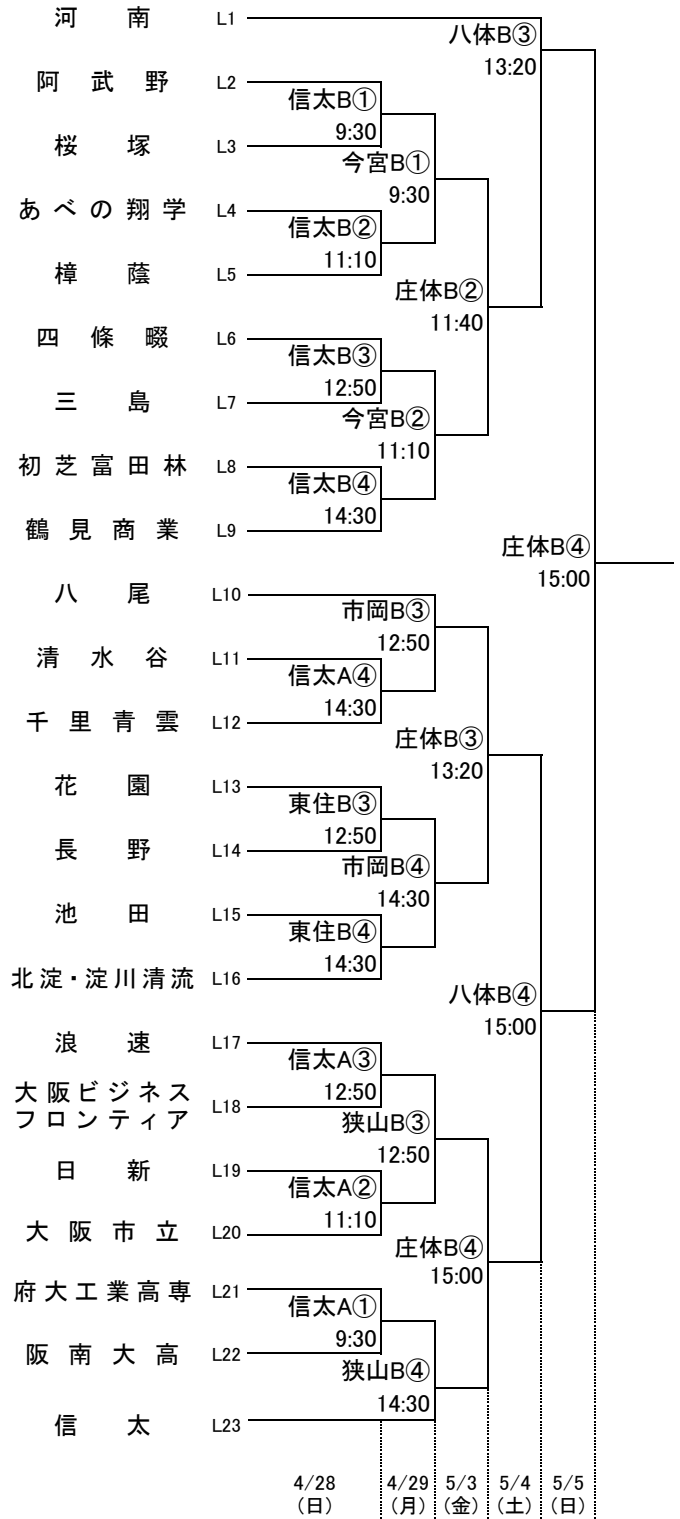 河南 L1
八体B③
13:20
阿武野 L2
信太B①
9:30
桜塚 L3
今宮B①
9:30
あべの翔学 L4
信太B②
11:10
樟蔭 L5
庄体B②
11:40
四條畷 L6
信太B③
12:50
三島 L7
今宮B②
11:10
初芝富田林 L8
信太B④
14:30
鶴見商業 L9
庄体B④
15:00
八尾 L10
市岡B③
12:50
清水谷 L11
信太A④
14:30
千里青雲 L12
庄体B③
13:20
花園 L13
東住B③
12:50
長野 L14
市岡B④
14:30
池田 L15
東住B④
14:30
北淀・淀川清流 L16
八体B④
15:00
浪速 L17
信太A③
12:50
大阪ビジネス
フロンティア L18
狭山B③
12:50
日新 L19
信太A②
11:10
大阪市立 L20
庄体B④
15:00
府大工業高専 L21
信太A①
9:30
阪南大高 L22
狭山B④
14:30
信太 L23
4/28 4/29 5/3 5/4 5/5
（日） （月） （金） （土） （日）